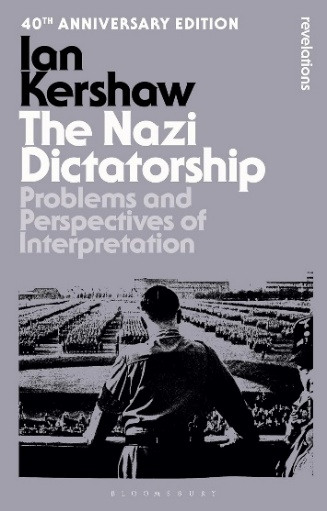 40TH ANNIVERSARY EDITION
revelations
Ian
Kershaw
The Nazi
Dictatorship
Problems and
Perspectives of
Interpretation
BLOOMSBURY